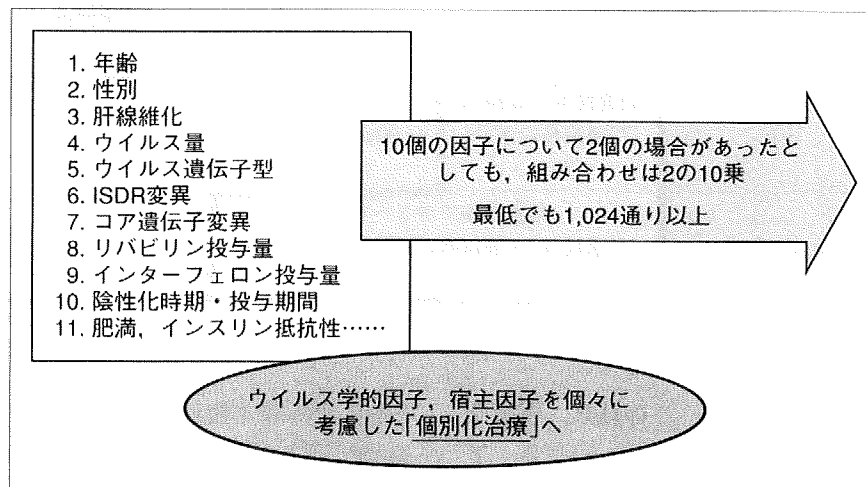 1. 年齢
2. 性別
3. 肝線維化
4. ウイルス量
5. ウイルス遺伝子型
6. ISDR変異
7. コア遺伝子変異
8. リバビリン投与量
9. インターフェロン投与量
10. 陰性化時期・投与期間
11. 肥満，インスリン抵抗性……
10個の因子について2個の場合があったと
しても，組み合わせは2の10乗
最低でも1,024通り以上
ウイルス学的因子，宿主因子を個々に
考慮した｢個別化治療｣へ